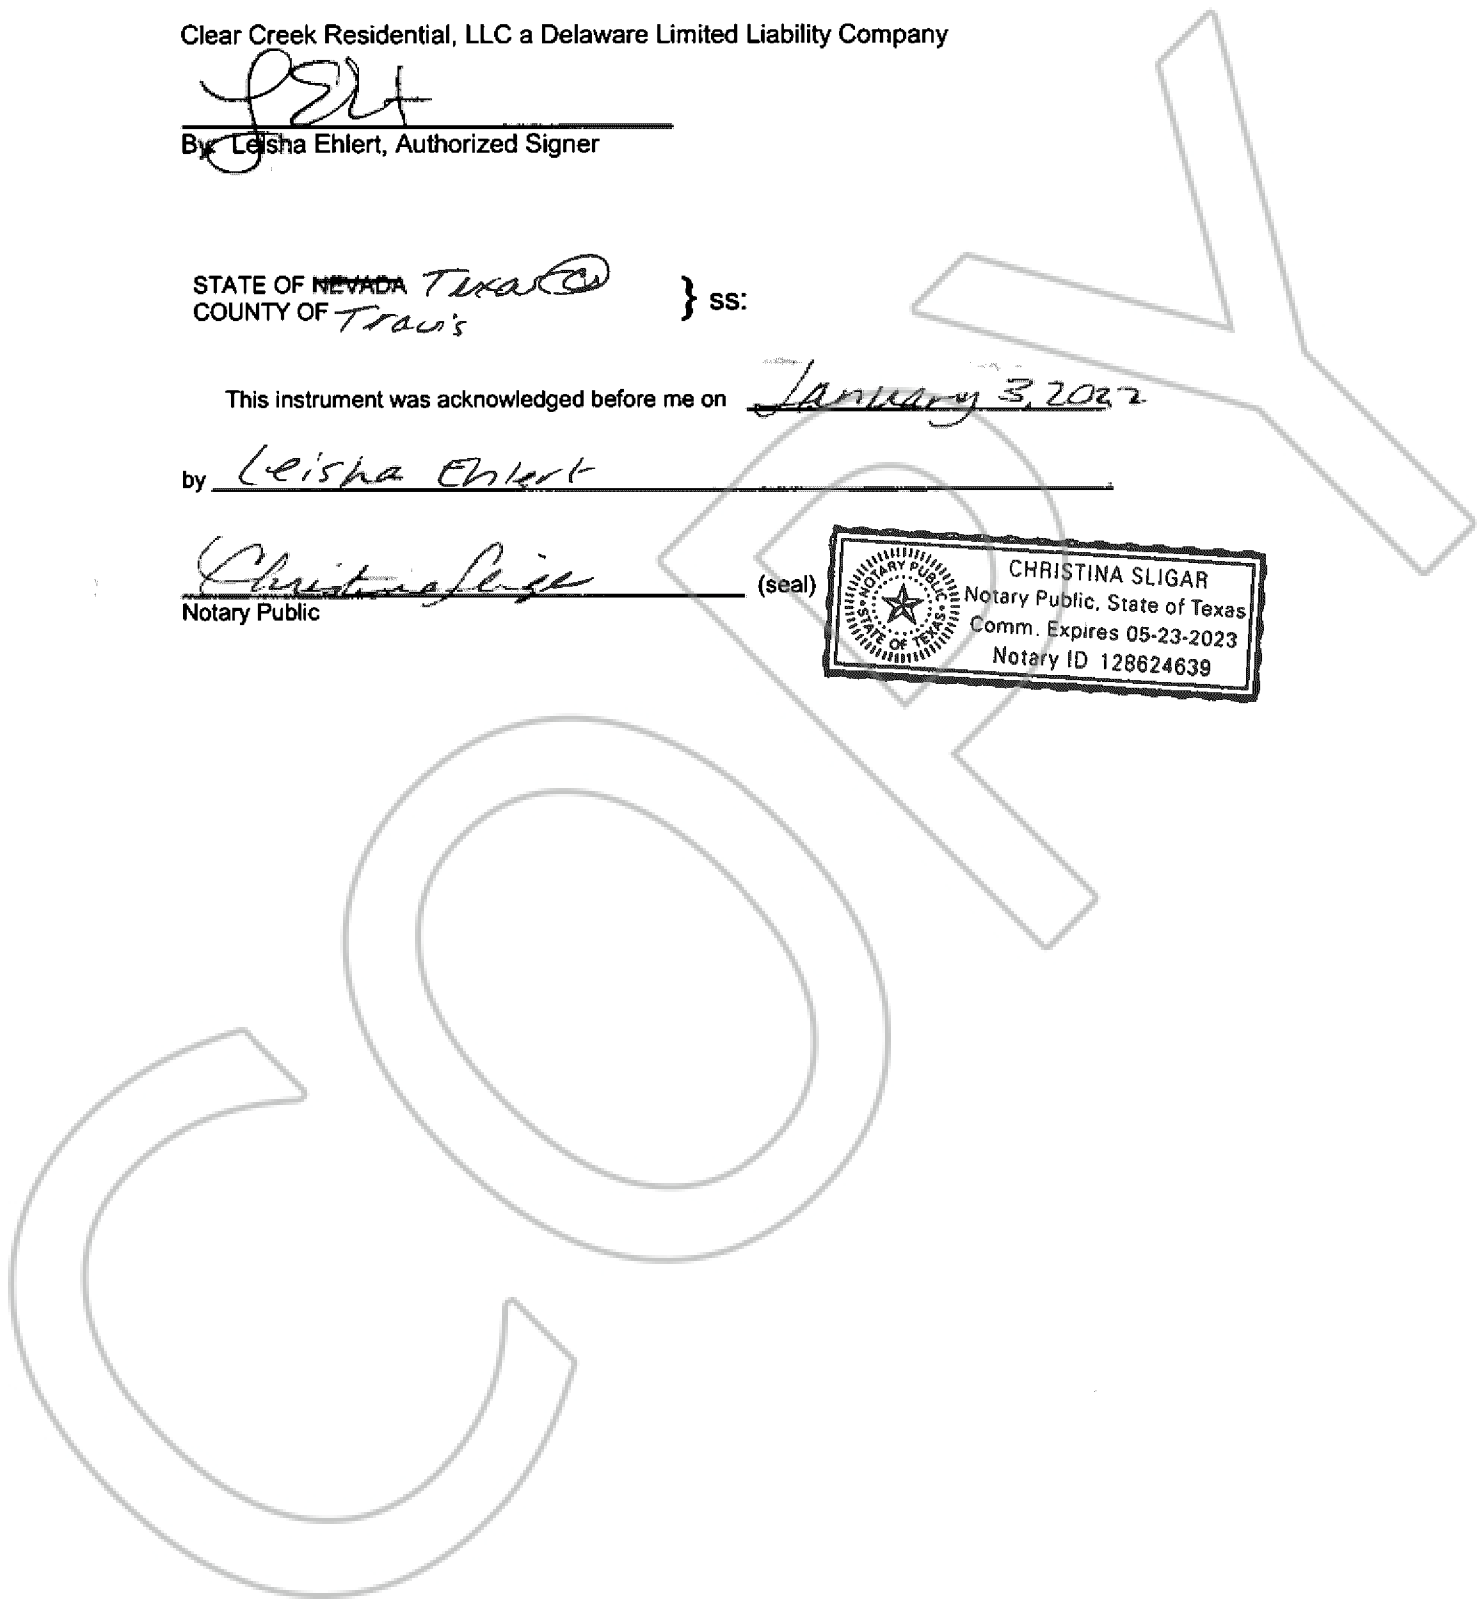 Clear Creek Residential, LLC a Delaware Limited Liability Company
By: Leisha Ehlert, Authorized Signer
STATE OF NEVADA Texas CS
COUNTY OF Travis
} ss:
This instrument was acknowledged before me on January 3, 2022
by Leisha Ehlert
Christina Sligar
(seal)
Notary Public
NOTARY PUBLIC
STATE OF TEXAS
CHRISTINA SLIGAR
Notary Public, State of Texas
Comm. Expires 05-23-2023
Notary ID 128624639
COPY